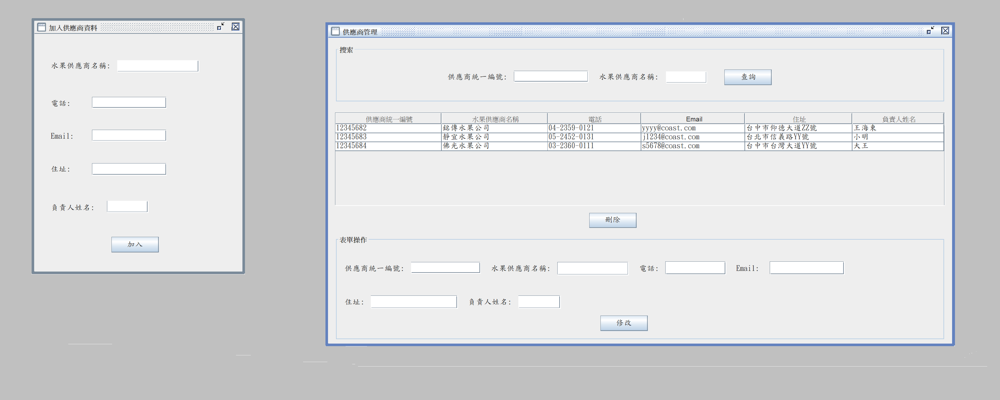 加入供應商資料
水果供應商名稱:
電話:
Email:
住址:
負責人姓名:
加入
供應商管理
搜索
供應商統一編號: 水果供應商名稱: 查詢
供應商統一編號 水果供應商名稱 電話 Email 住址 負責人姓名
12345682 銘傳水果公司 04-2359-0121 yyyy@coast.com 台中市仰德大道ZZ號 王海東
12345683 靜宜水果公司 05-2452-0131 j1234@coast.com 台北市信義路YY號 小明
12345684 佛光水果公司 03-2360-0111 s5678@coast.com 台中市台灣大道YY號 大王
刪除
表單操作
供應商統一編號: 水果供應商名稱: 電話: Email:
住址: 負責人姓名:
修改